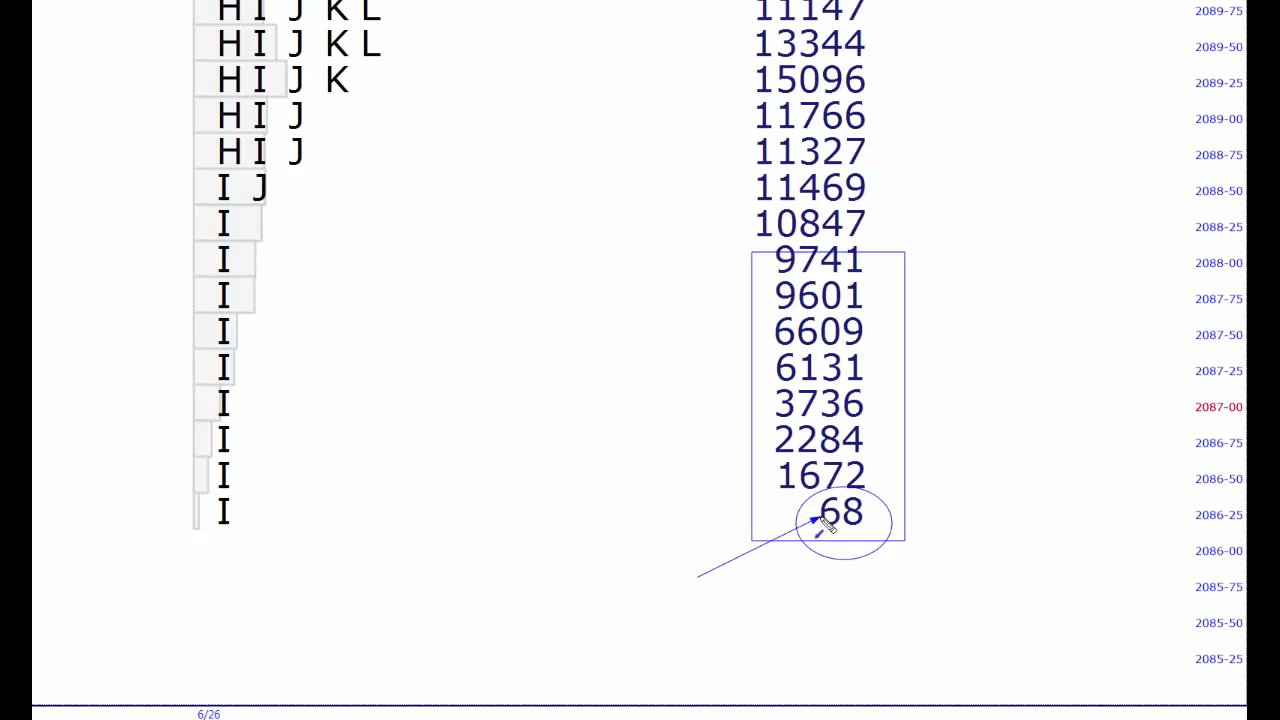 H I J K L 11147 2089-75
H I J K L 13344 2089-50
H I J K 15096 2089-25
H I J 11766 2089-00
H I J 11327 2088-75
I J 11469 2088-50
I 10847 2088-25
I 9741 2088-00
I 9601 2087-75
I 6609 2087-50
I 6131 2087-25
I 3736 2087-00
I 2284 2086-75
I 1672 2086-50
I 68 2086-25
2086-00
2085-75
2085-50
2085-25
6/26